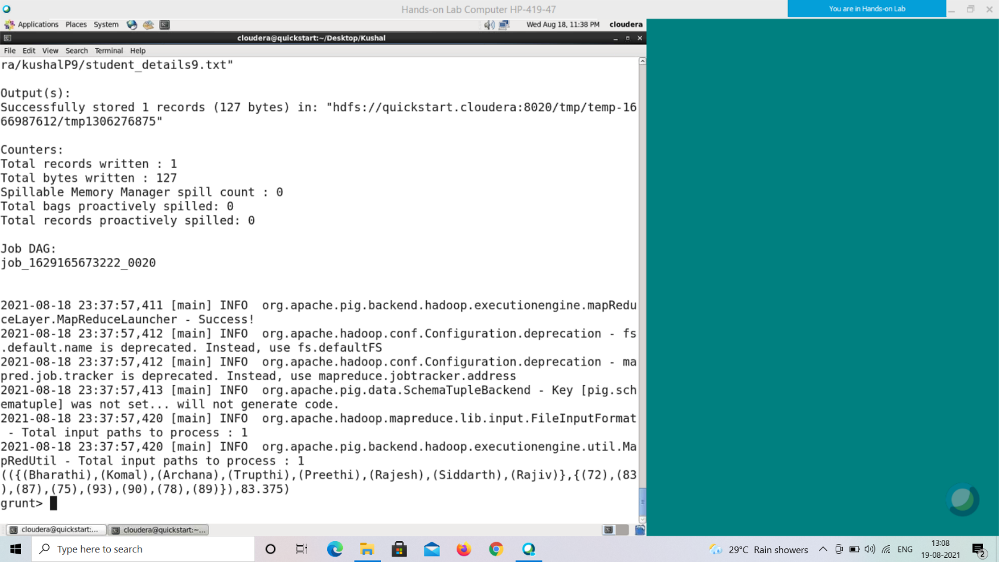 Hands-on Lab Computer HP-419-47
You are in Hands-on Lab
Applications Places System Wed Aug 18, 11:38 PM cloudera
cloudera@quickstart:~/Desktop/Kushal
File Edit View Search Terminal Help
ra/kushalP9/student_details9.txt"
Output(s):
Successfully stored 1 records (127 bytes) in: "hdfs://quickstart.cloudera:8020/tmp/temp-16
66987612/tmp1306276875"
Counters:
Total records written : 1
Total bytes written : 127
Spillable Memory Manager spill count : 0
Total bags proactively spilled: 0
Total records proactively spilled: 0
Job DAG:
job_1629165673222_0020
2021-08-18 23:37:57,411 [main] INFO  org.apache.pig.backend.hadoop.executionengine.mapRedu
ceLayer.MapReduceLauncher - Success!
2021-08-18 23:37:57,412 [main] INFO  org.apache.hadoop.conf.Configuration.deprecation - fs
.default.name is deprecated. Instead, use fs.defaultFS
2021-08-18 23:37:57,412 [main] INFO  org.apache.hadoop.conf.Configuration.deprecation - ma
pred.job.tracker is deprecated. Instead, use mapreduce.jobtracker.address
2021-08-18 23:37:57,413 [main] INFO  org.apache.pig.data.SchemaTupleBackend - Key [pig.sch
ematuple] was not set... will not generate code.
2021-08-18 23:37:57,420 [main] INFO  org.apache.hadoop.mapreduce.lib.input.FileInputFormat
- Total input paths to process : 1
2021-08-18 23:37:57,420 [main] INFO  org.apache.pig.backend.hadoop.executionengine.util.Ma
pRedUtil - Total input paths to process : 1
(({(Bharathi),(Komal),(Archana),(Trupthi),(Preethi),(Rajesh),(Siddarth),(Rajiv)},{(72),(83
),(87),(75),(93),(90),(78),(89)}),83.375)
grunt>
cloudera@quickstart:... cloudera@quickstart:~...
Type here to search 29°C Rain showers ENG 13:08
19-08-2021 2